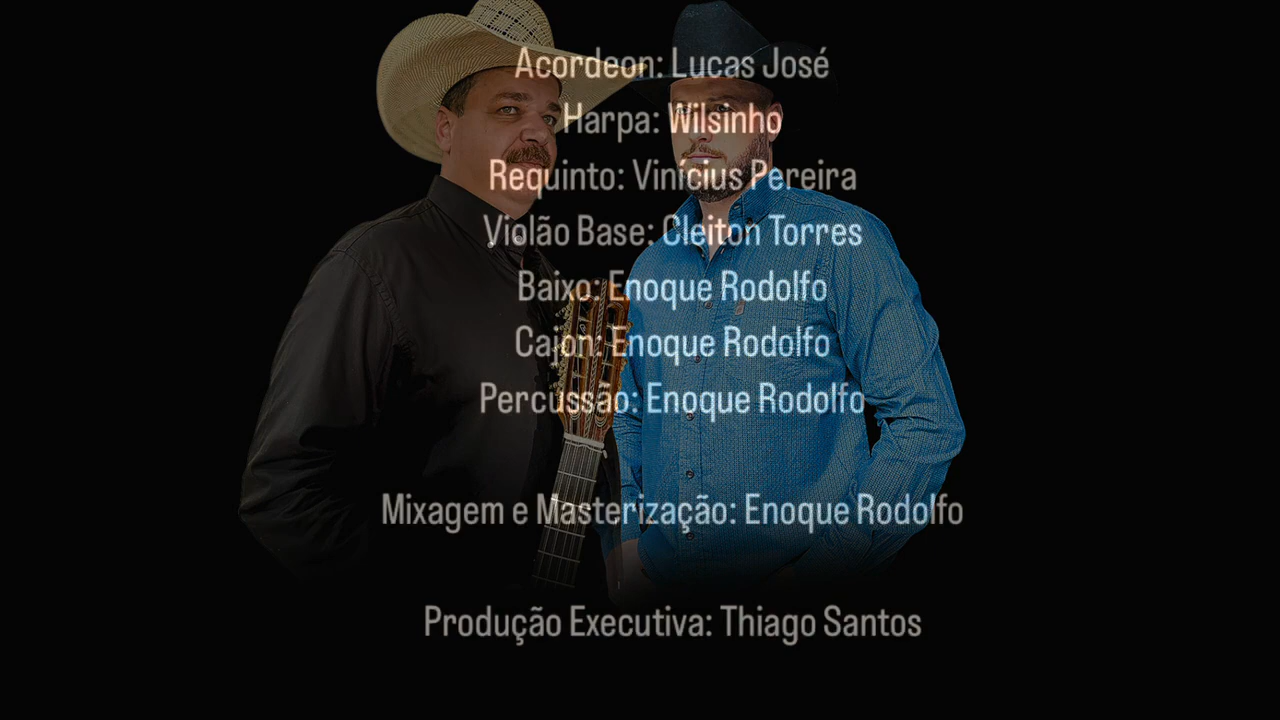 Acordeon: Lucas José
Harpa: Wilsinho
Requinto: Vinícius Pereira
Violão Base: Cleiton Torres
Baixo: Enoque Rodolfo
Cajon: Enoque Rodolfo
Percussão: Enoque Rodolfo
Mixagem e Masterização: Enoque Rodolfo
Produção Executiva: Thiago Santos